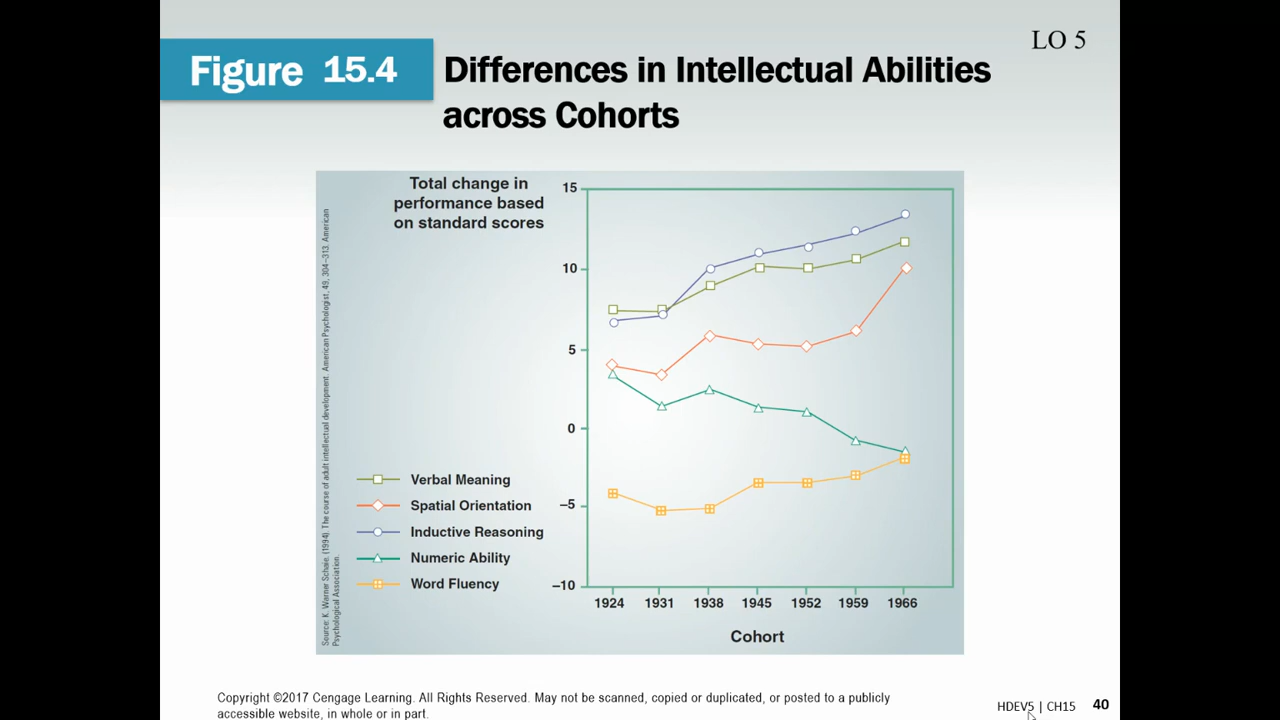 LO 5
Figure 15.4
Differences in Intellectual Abilities
across Cohorts
Total change in
performance based
on standard scores
15
10
5
0
–5
–10
Verbal Meaning
Spatial Orientation
Inductive Reasoning
Numeric Ability
Word Fluency
1924 1931 1938 1945 1952 1959 1966
Cohort
Source: K. Warner Schaie. (1994). The course of adult intellectual development. American Psychologist, 49, 304–313. American
Psychological Association.
Copyright ©2017 Cengage Learning. All Rights Reserved. May not be scanned, copied or duplicated, or posted to a publicly
accessible website, in whole or in part.
HDEV5 | CH15 40